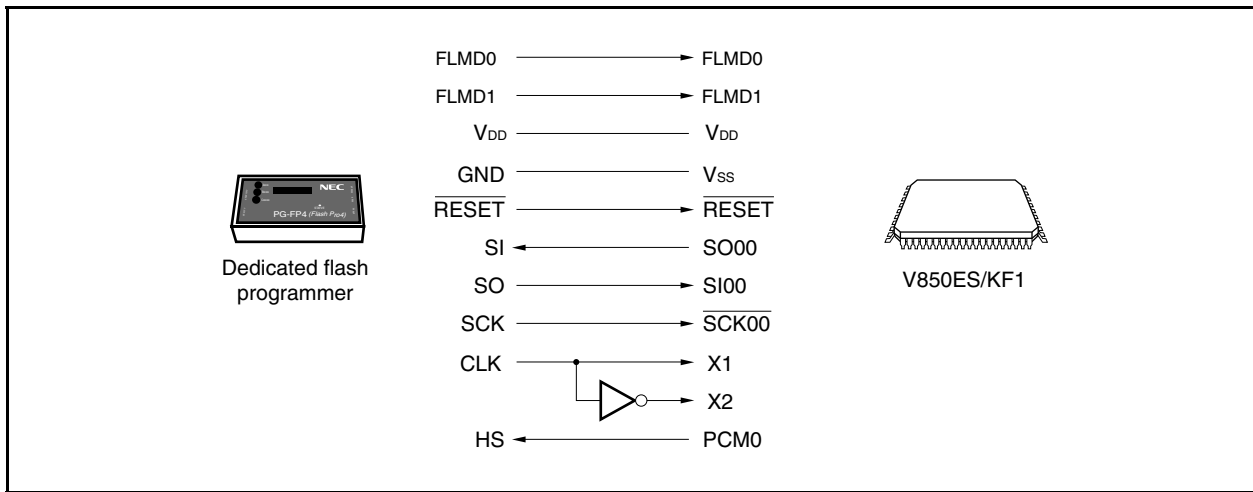 FLMD0 FLMD0
FLMD1 FLMD1
VDD VDD
GND VSS
RESET RESET
SI SO00
SO SI00
SCK SCK00
CLK X1
X2
HS PCM0
NEC
PG-FP4 (Flash Pro4)
Dedicated flash
programmer
V850ES/KF1